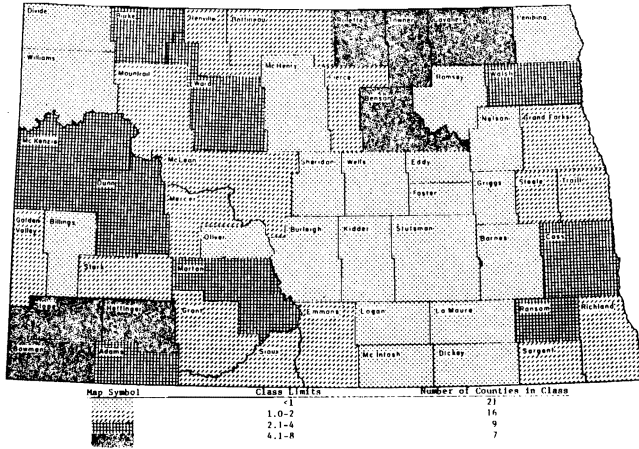 Divide
Burke
Renville
Bottineau
Rolette
Towner
Cavalier
Pembina
Williams
Mountrail
Ward
McHenry
Pierce
Benson
Ramsey
Walsh
Nelson
Grand Forks
McKenzie
Dunn
McLean
Mercer
Oliver
Sheridan
Wells
Eddy
Foster
Griggs
Steele
Traill
Golden Valley
Billings
Stark
Morton
Burleigh
Kidder
Stutsman
Barnes
Cass
Hettinger
Grant
Emmons
Logan
La Moure
Ransom
Richland
Bowman
Adams
Sioux
McIntosh
Dickey
Sargent
Map Symbol Class Limits Number of Counties in Class
<1 21
1.0-2 16
2.1-4 9
4.1-8 7